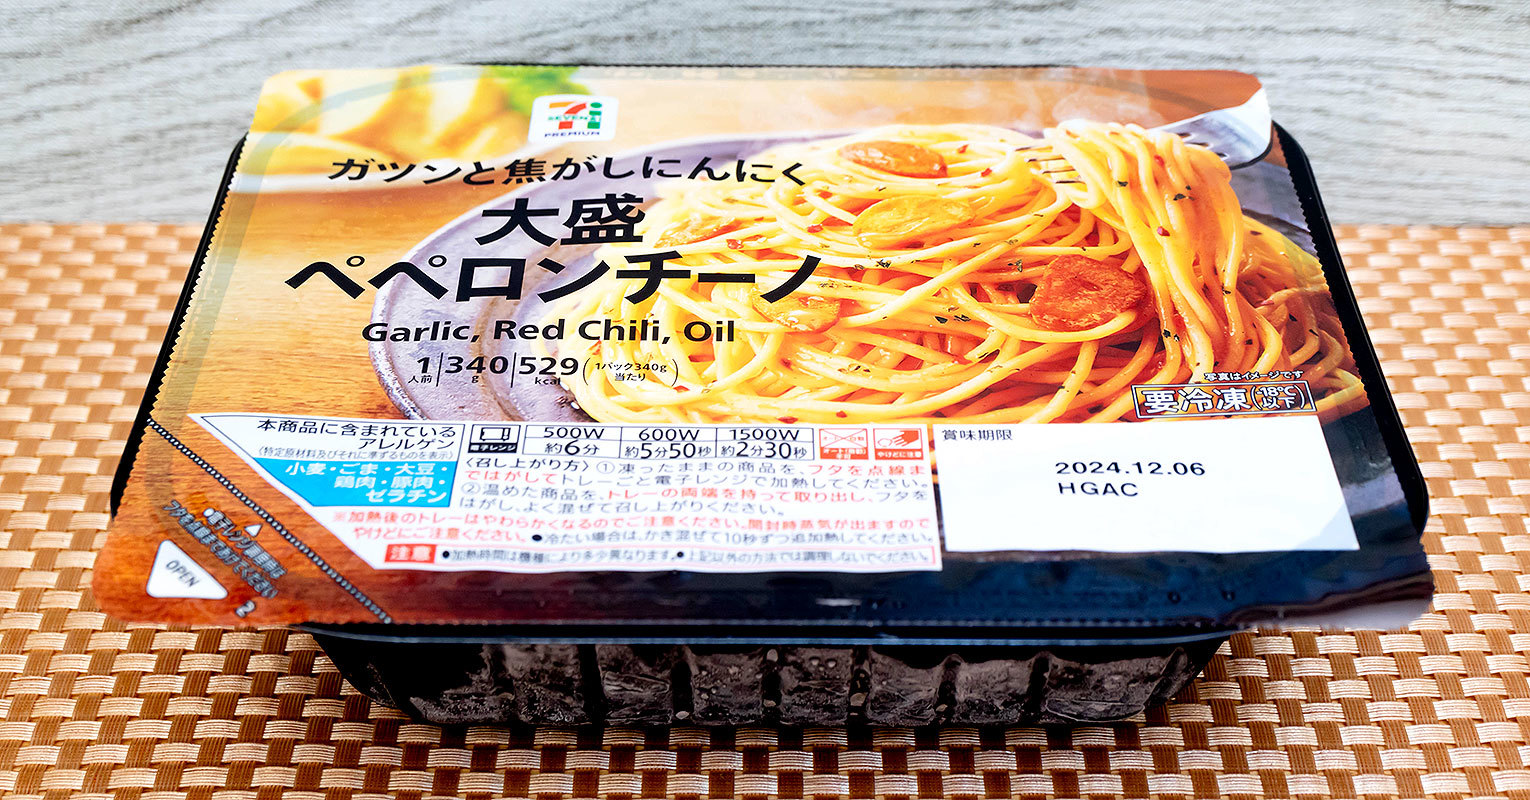 SEVEN & i
PREMIUM
ガツンと焦がしにんにく
大盛
ペペロンチーノ
Garlic, Red Chili, Oil
1人前 340g 529kcal (1パック340g当たり)
写真はイメージです
要冷凍(-18℃以下)
本商品に含まれている
アレルゲン
(特定原材料及びそれに準ずるものを表示)
小麦・ごま・大豆・
鶏肉・豚肉・
ゼラチン
電子レンジ 500W 600W 1500W
約6分 約5分50秒 約2分30秒
オート(自動)不可
やけどに注意
〈召し上がり方〉①凍ったままの商品を、フタを点線ま
ではがしてトレーごと電子レンジで加熱してください。
②温めた商品を、トレーの両端を持って取り出し、フタを
はがし、よく混ぜて召し上がりください。
※加熱後のトレーはやわらかくなるのでご注意ください。開封時蒸気が出ますので
やけどにご注意ください。●冷たい場合は、かき混ぜて10秒ずつ追加加熱してください。
注意 ●加熱時間は機種により多少異なります。●上記以外の方法では調理しないでください。
賞味期限
2024.12.06
HGAC
OPEN
2